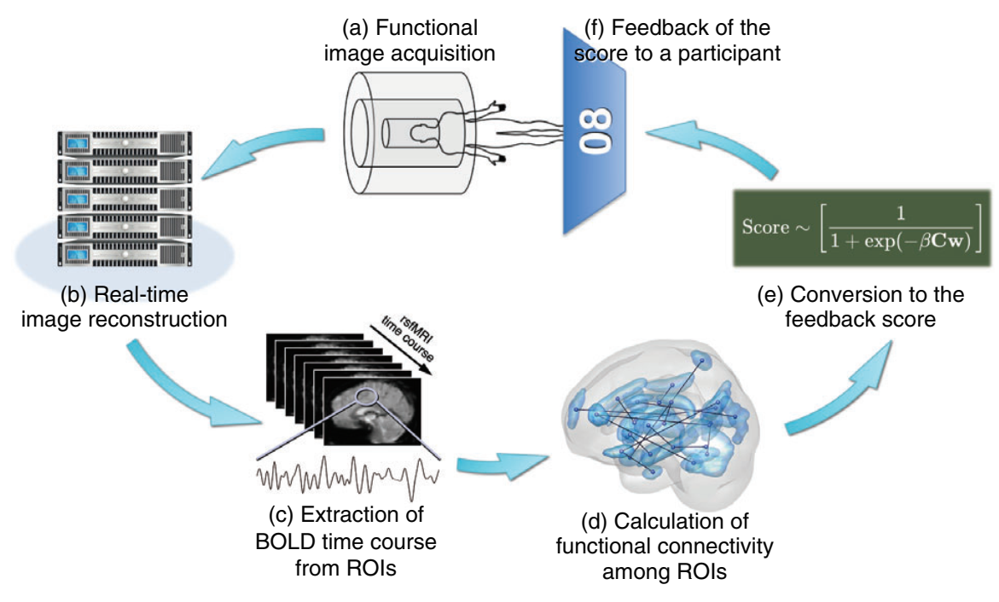 (a) Functional
image acquisition
(f) Feedback of the
score to a participant
80
Score ∼ [ 1 / (1 + exp(−βCw)) ]
(b) Real-time
image reconstruction
(e) Conversion to the
feedback score
rsfMRI
time course
(c) Extraction of
BOLD time course
from ROIs
(d) Calculation of
functional connectivity
among ROIs